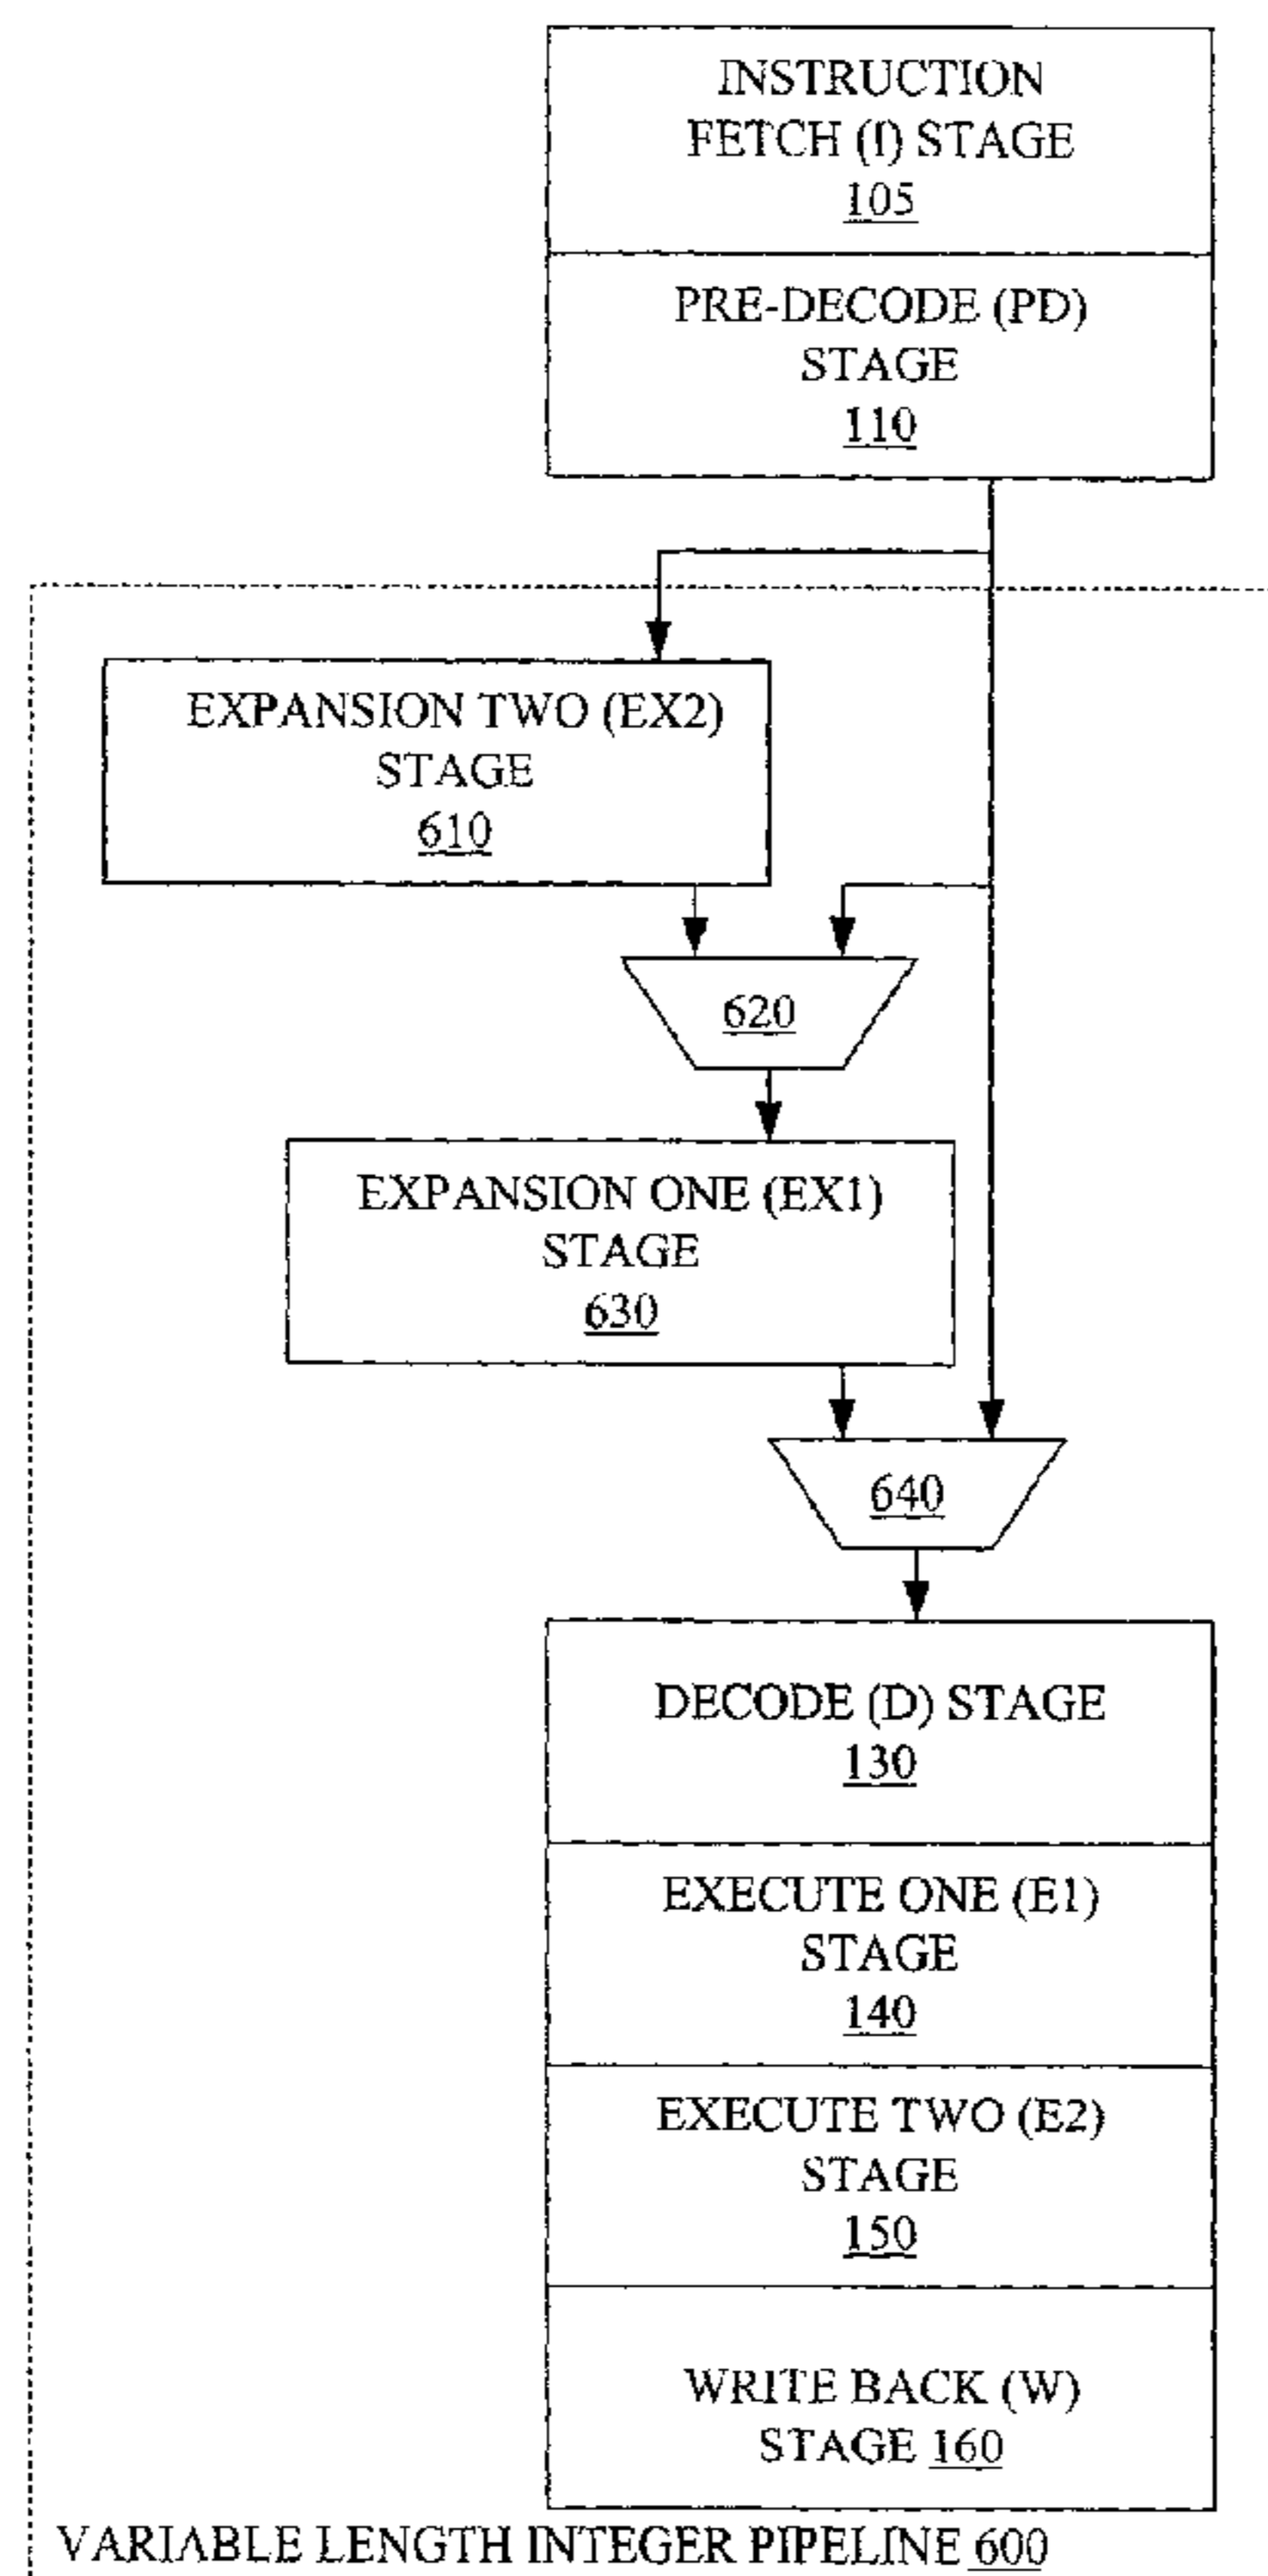 INSTRUCTION
FETCH (I) STAGE
105
PRE-DECODE (PD)
STAGE
110
EXPANSION TWO (EX2)
STAGE
610
620
EXPANSION ONE (EX1)
STAGE
630
640
DECODE (D) STAGE
130
EXECUTE ONE (E1)
STAGE
140
EXECUTE TWO (E2)
STAGE
150
WRITE BACK (W)
STAGE 160
VARIABLE LENGTH INTEGER PIPELINE 600